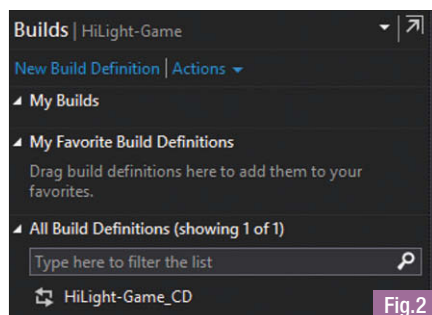 Builds | HiLight-Game
New Build Definition | Actions
My Builds
My Favorite Build Definitions
Drag build definitions here to add them to your
favorites.
All Build Definitions (showing 1 of 1)
Type here to filter the list
HiLight-Game_CD
Fig.2